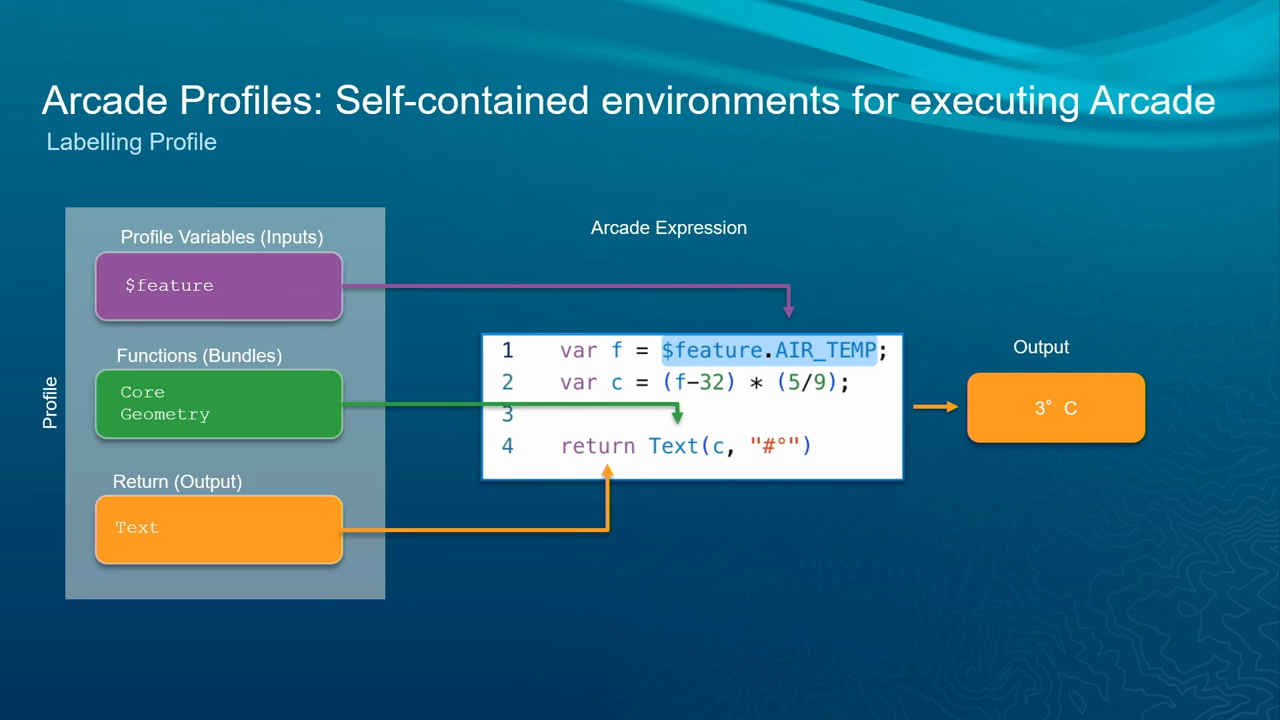 Arcade Profiles: Self-contained environments for executing Arcade
Labelling Profile
Profile
Profile Variables (Inputs)
$feature
Functions (Bundles)
Core
Geometry
Return (Output)
Text
Arcade Expression
1 var f = $feature.AIR_TEMP;
2 var c = (f-32) * (5/9);
3
4 return Text(c, "#°")
Output
3° C